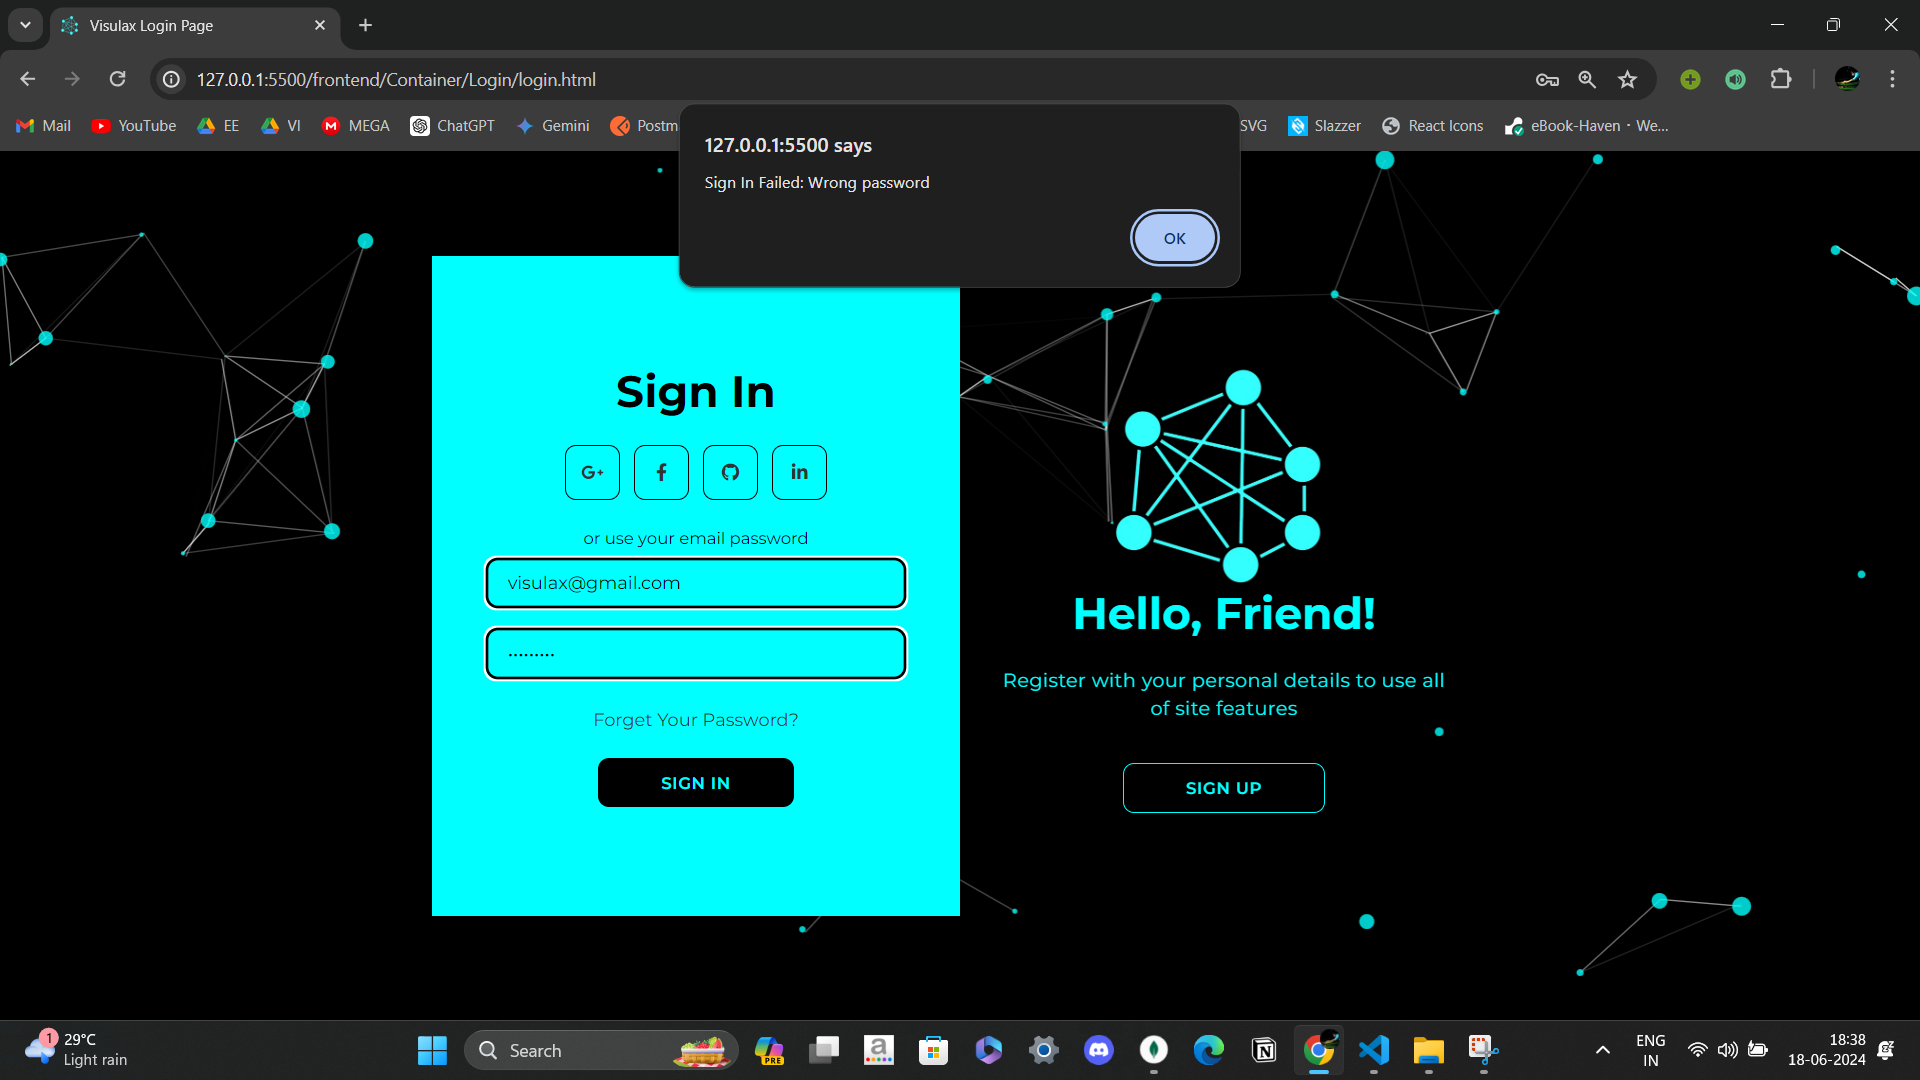 Visulax Login Page
127.0.0.1:5500/frontend/Container/Login/login.html
Mail YouTube EE VI MEGA ChatGPT Gemini Postm SVG Slazzer React Icons eBook-Haven · We...
127.0.0.1:5500 says
Sign In Failed: Wrong password
OK
Sign In
G+ f in
or use your email password
visulax@gmail.com
•••••••••
Forget Your Password?
SIGN IN
Hello, Friend!
Register with your personal details to use all
of site features
SIGN UP
1
29°C
Light rain
Search
PRE
ENG
IN
18:38
18-06-2024